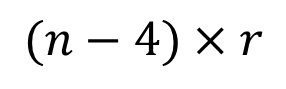 (𝑛 − 4) × 𝑟